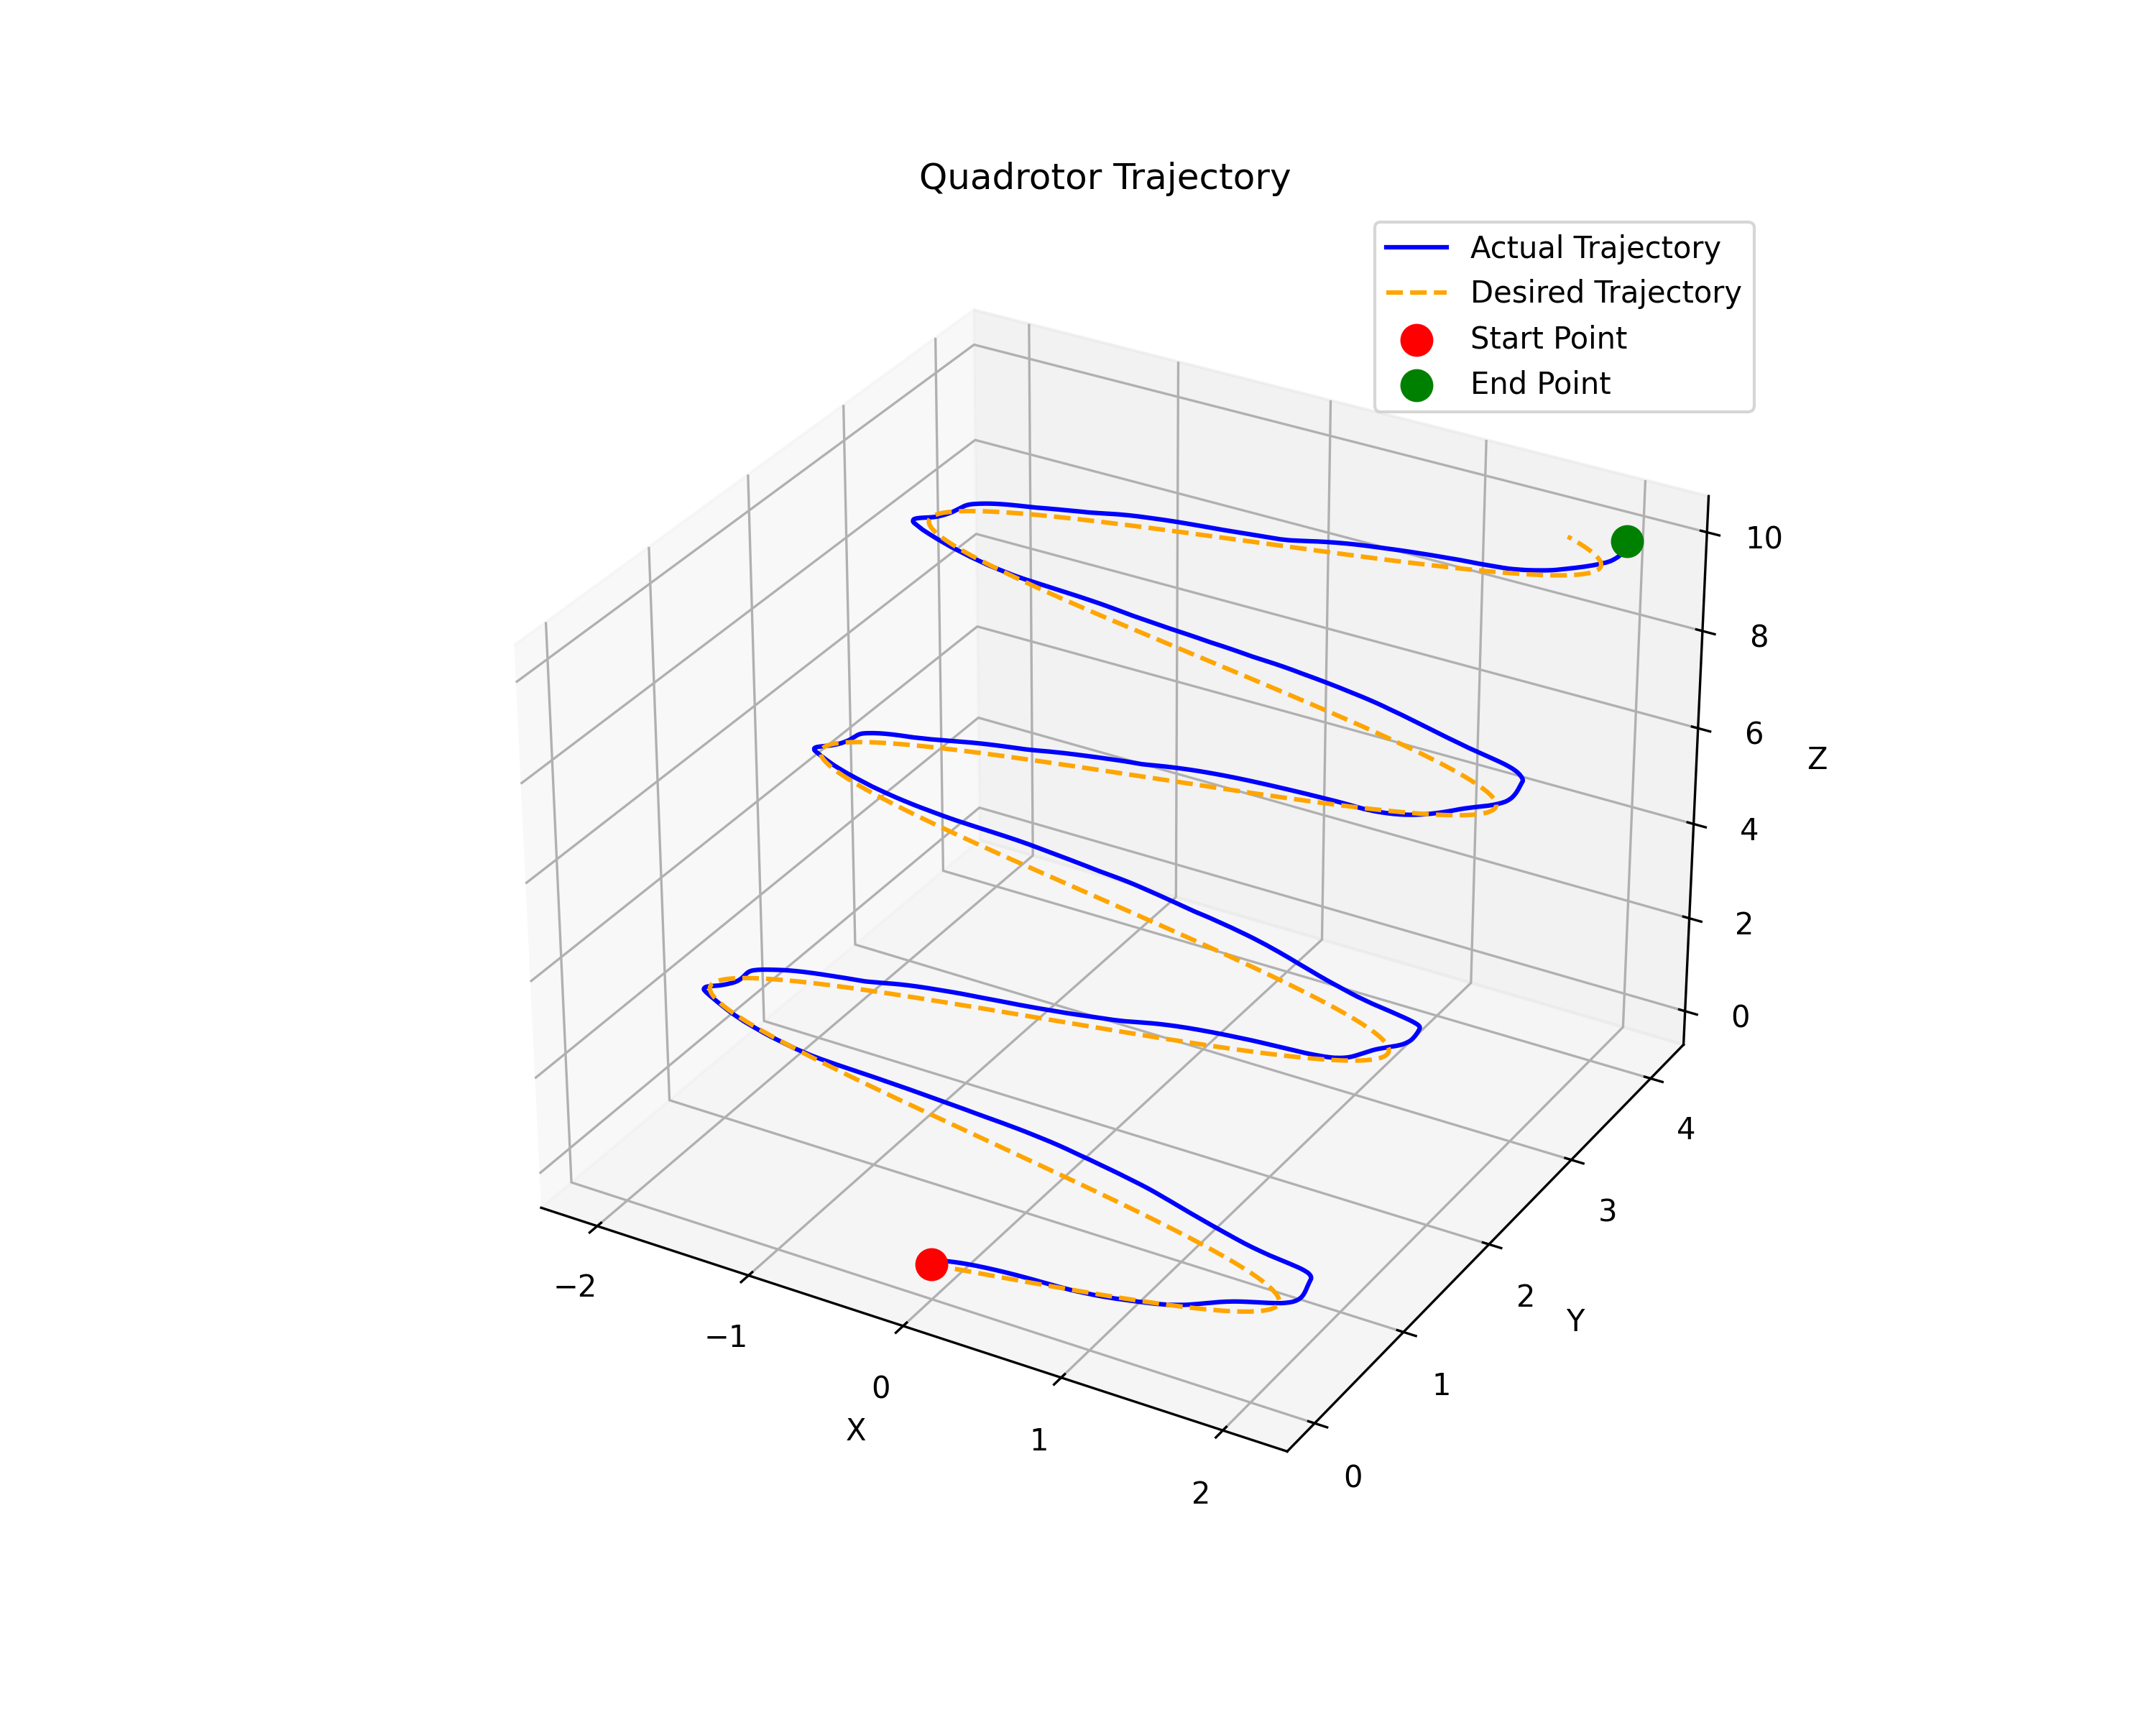 Quadrotor Trajectory
Actual Trajectory
Desired Trajectory
Start Point
End Point
10
8
6
Z
4
2
0
4
3
2
Y
1
0
−2
−1
0
X
1
2